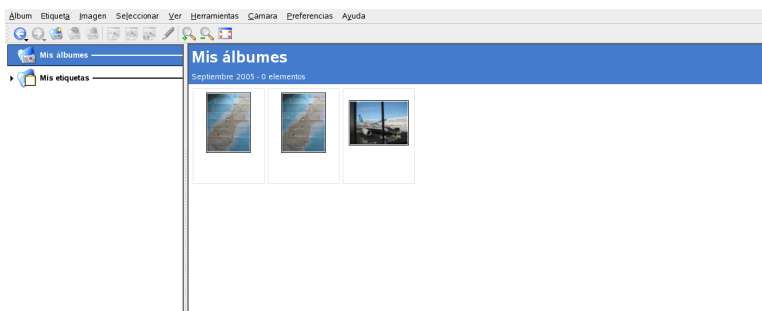 Álbum Etiqueta Imagen Seleccionar Ver Herramientas Cámara Preferencias Ayuda
Mis álbumes
Mis etiquetas
Mis álbumes
Septiembre 2005 - 0 elementos